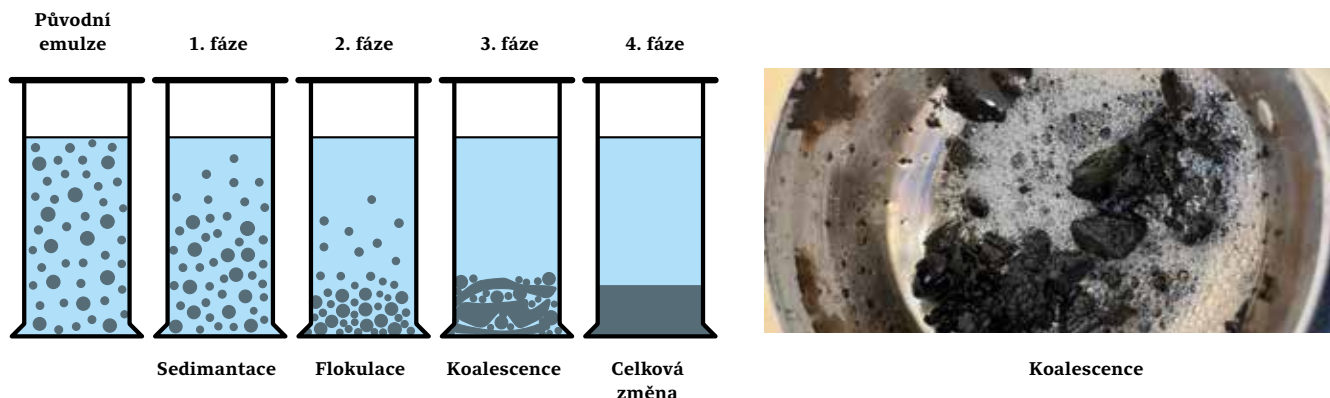 Původní
emulze
1. fáze
2. fáze
3. fáze
4. fáze
Sedimantace
Flokulace
Koalescence
Celková
změna
Koalescence